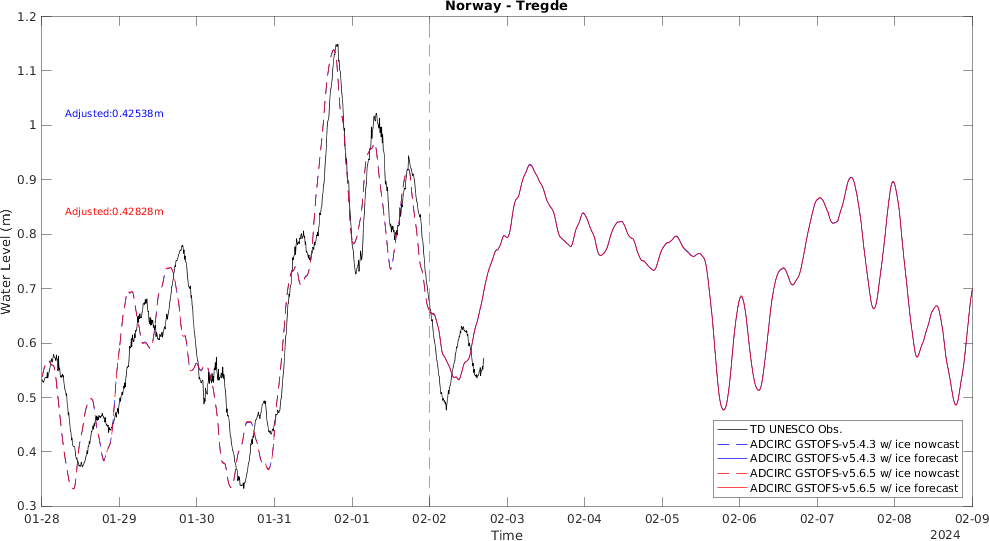 Norway - Tregde
1.2
1.1
1
0.9
0.8
0.7
0.6
0.5
0.4
0.3
Water Level (m)
Adjusted:0.42538m
Adjusted:0.42828m
TD UNESCO Obs.
ADCIRC GSTOFS-v5.4.3 w/ ice nowcast
ADCIRC GSTOFS-v5.4.3 w/ ice forecast
ADCIRC GSTOFS-v5.6.5 w/ ice nowcast
ADCIRC GSTOFS-v5.6.5 w/ ice forecast
01-28 01-29 01-30 01-31 02-01 02-02 02-03 02-04 02-05 02-06 02-07 02-08 02-09
Time
2024